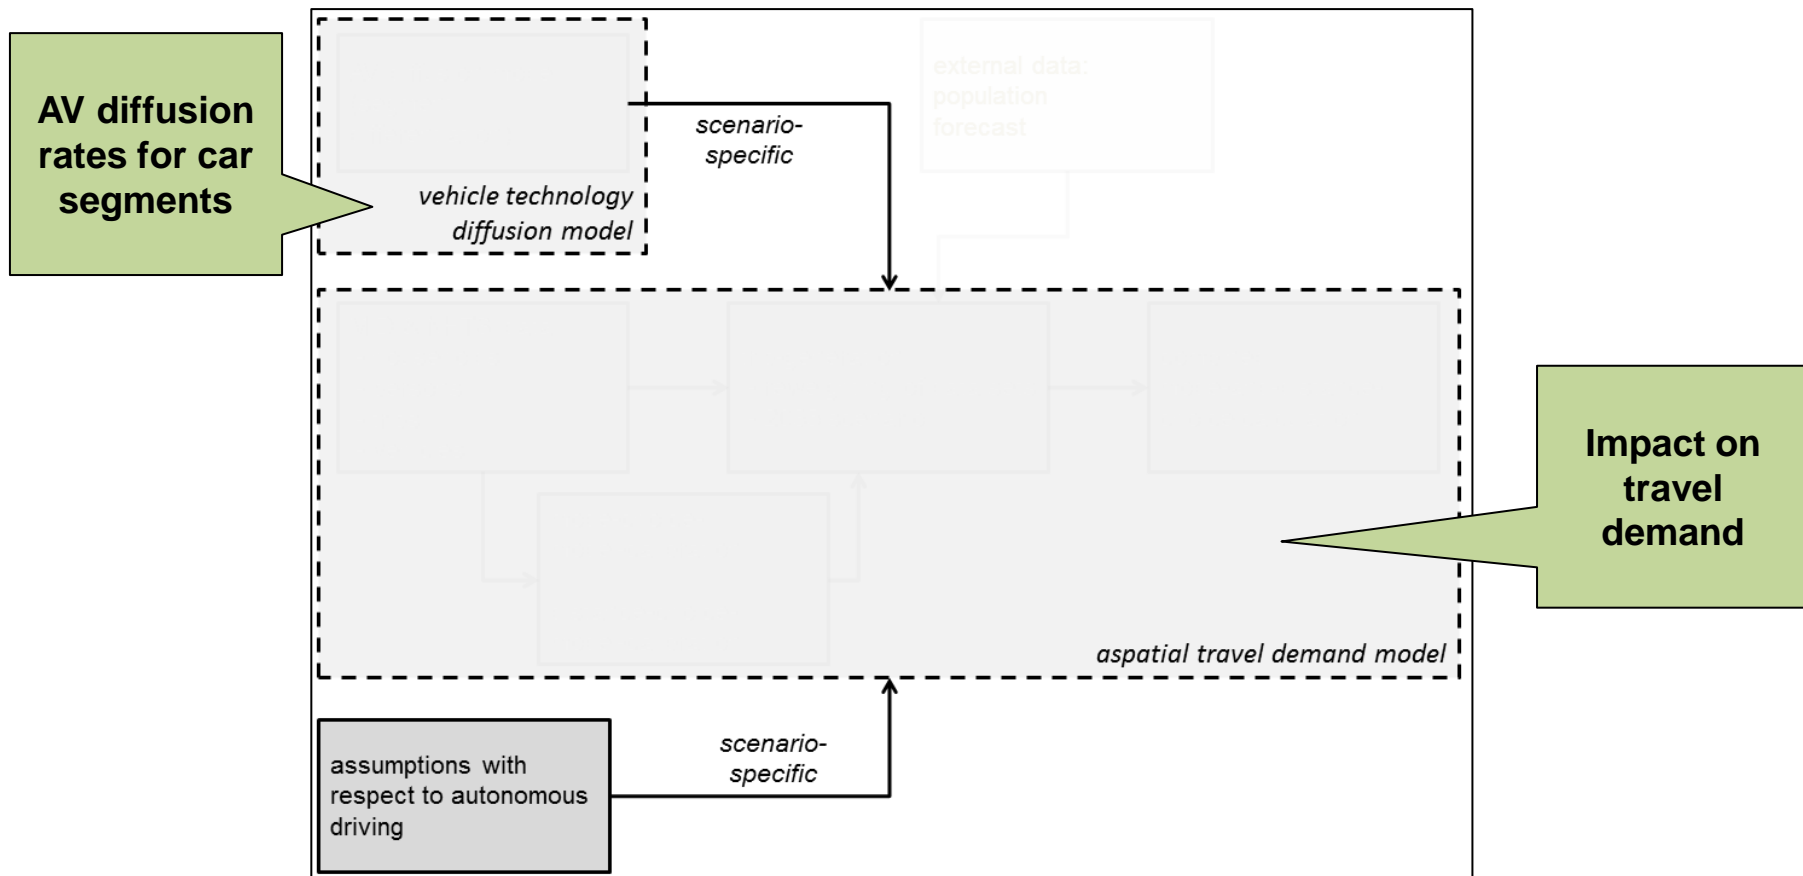 AV diffusion
rates for car
segments
scenario-
specific
vehicle technology
diffusion model
external data:
population
forecast
Impact on
travel
demand
aspatial travel demand model
assumptions with
respect to autonomous
driving
scenario-
specific